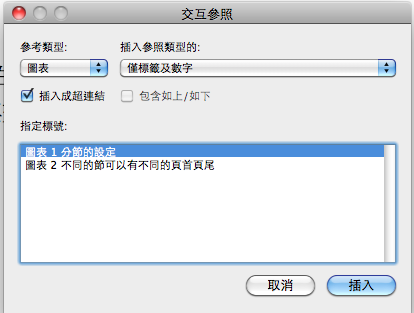 交互參照
參考類型:
插入參照類型的:
圖表
僅標籤及數字
插入成超連結
包含如上/如下
指定標號:
圖表 1 分節的設定
圖表 2 不同的節可以有不同的頁首頁尾
取消
插入